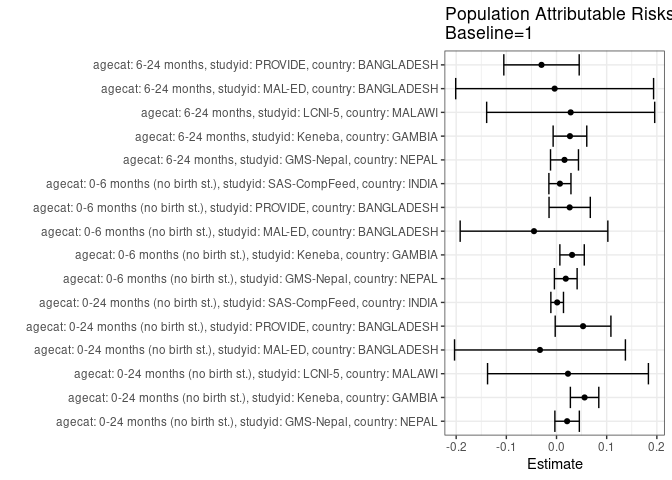 Population Attributable Risks
Baseline=1
agecat: 6-24 months, studyid: PROVIDE, country: BANGLADESH
agecat: 6-24 months, studyid: MAL-ED, country: BANGLADESH
agecat: 6-24 months, studyid: LCNI-5, country: MALAWI
agecat: 6-24 months, studyid: Keneba, country: GAMBIA
agecat: 6-24 months, studyid: GMS-Nepal, country: NEPAL
agecat: 0-6 months (no birth st.), studyid: SAS-CompFeed, country: INDIA
agecat: 0-6 months (no birth st.), studyid: PROVIDE, country: BANGLADESH
agecat: 0-6 months (no birth st.), studyid: MAL-ED, country: BANGLADESH
agecat: 0-6 months (no birth st.), studyid: Keneba, country: GAMBIA
agecat: 0-6 months (no birth st.), studyid: GMS-Nepal, country: NEPAL
agecat: 0-24 months (no birth st.), studyid: SAS-CompFeed, country: INDIA
agecat: 0-24 months (no birth st.), studyid: PROVIDE, country: BANGLADESH
agecat: 0-24 months (no birth st.), studyid: MAL-ED, country: BANGLADESH
agecat: 0-24 months (no birth st.), studyid: LCNI-5, country: MALAWI
agecat: 0-24 months (no birth st.), studyid: Keneba, country: GAMBIA
agecat: 0-24 months (no birth st.), studyid: GMS-Nepal, country: NEPAL
-0.2 -0.1 0.0 0.1 0.2
Estimate